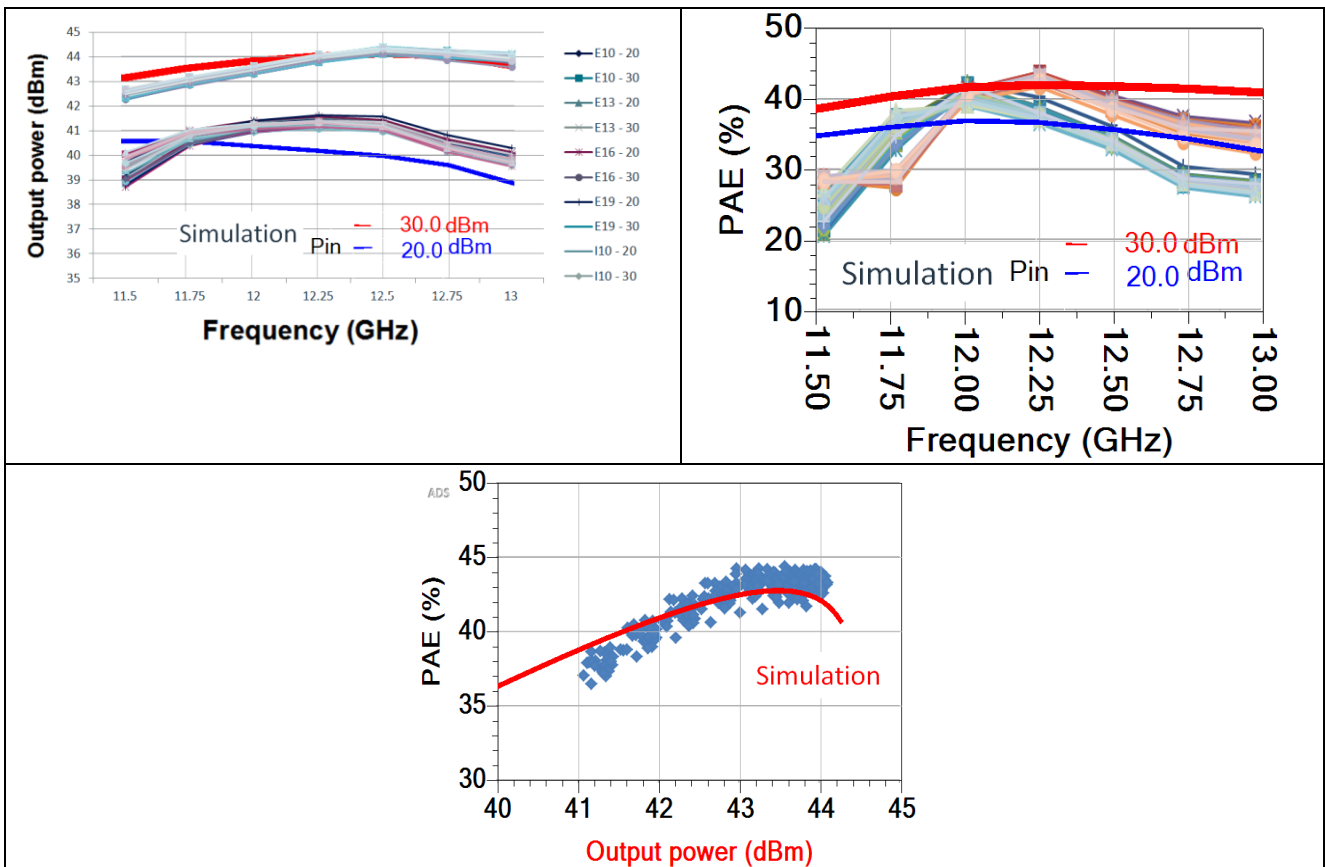 45
44
43
42
41
40
39
38
37
36
35
Output power (dBm)
Simulation
Pin
30.0 dBm
20.0 dBm
11.5 11.75 12 12.25 12.5 12.75 13
Frequency (GHz)
E10 - 20
E10 - 30
E13 - 20
E13 - 30
E16 - 20
E16 - 30
E19 - 20
E19 - 30
I10 - 20
I10 - 30
50
40
30
20
10
PAE (%)
Simulation Pin
30.0 dBm
20.0 dBm
11.50 11.75 12.00 12.25 12.50 12.75 13.00
Frequency (GHz)
ADS
50
45
40
35
30
PAE (%)
Simulation
40 41 42 43 44 45
Output power (dBm)